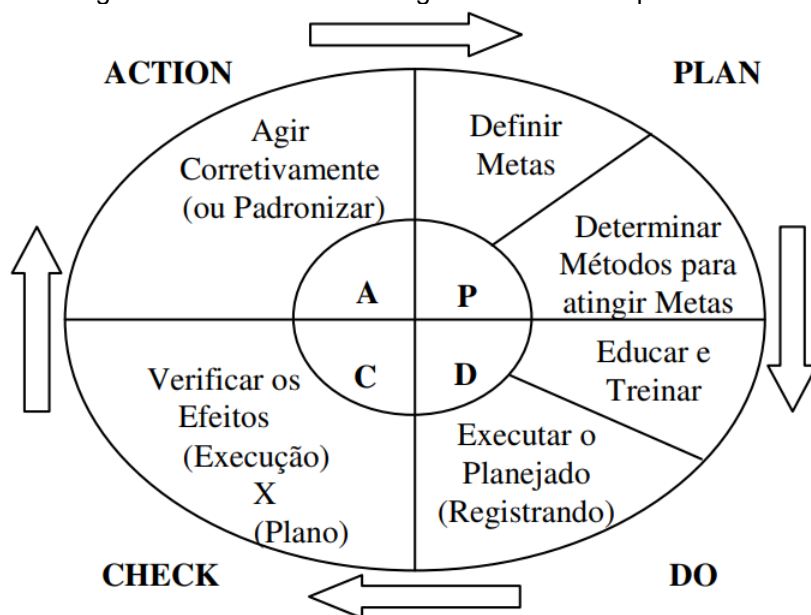 ACTION
PLAN
Agir
Corretivamente
(ou Padronizar)
Definir
Metas
Determinar
Métodos para
atingir Metas
A
P
C
D
Educar e
Treinar
Verificar os
Efeitos
(Execução)
X
(Plano)
Executar o
Planejado
(Registrando)
CHECK
DO